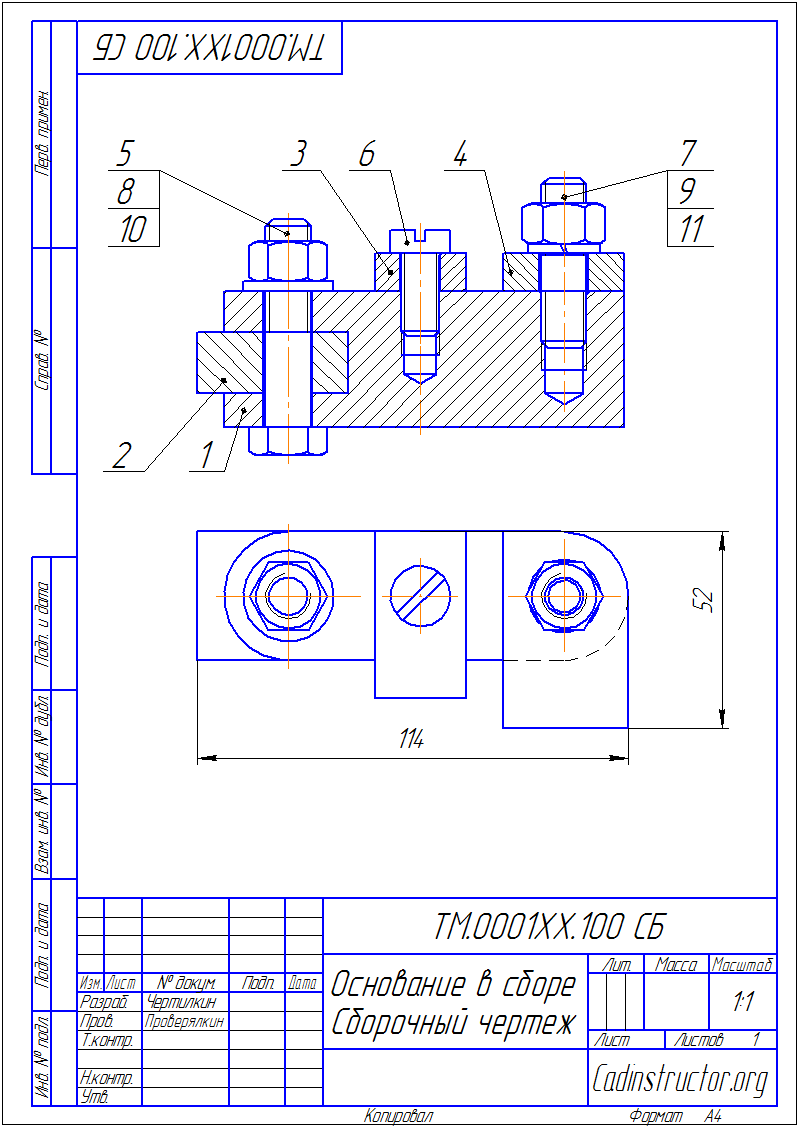 ТМ.0001ХХ.100 СБ
Перв. примен.
Справ. №
Подп. и дата
Инв. № дубл.
Взам. инв. №
Подп. и дата
Инв. № подл.
5 3 6 4 7
8 9
10 11
2 1
52
114
ТМ.0001ХХ.100 СБ
Изм. Лист № докум. Подп. Дата
Разраб. Чертилкин
Пров. Проверялкин
Т.контр.
Н.контр.
Утв.
Основание в сборе
Сборочный чертеж
Лит. Масса Масштаб
1:1
Лист Листов 1
Cadinstructor.org
Копировал Формат А4